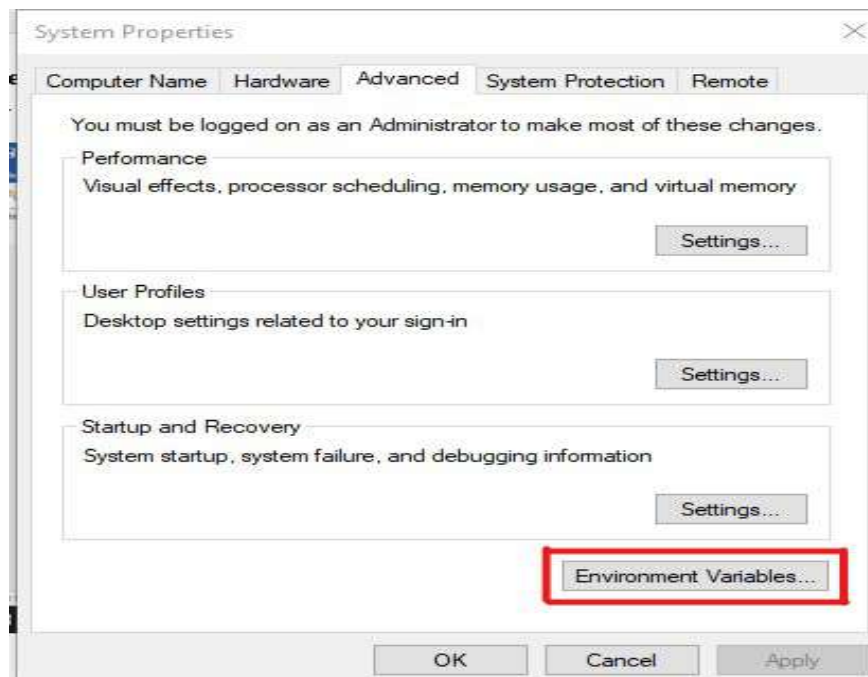 System Properties
Computer Name Hardware Advanced System Protection Remote
You must be logged on as an Administrator to make most of these changes.
Performance
Visual effects, processor scheduling, memory usage, and virtual memory
Settings...
User Profiles
Desktop settings related to your sign-in
Settings...
Startup and Recovery
System startup, system failure, and debugging information
Settings...
Environment Variables...
OK Cancel Apply